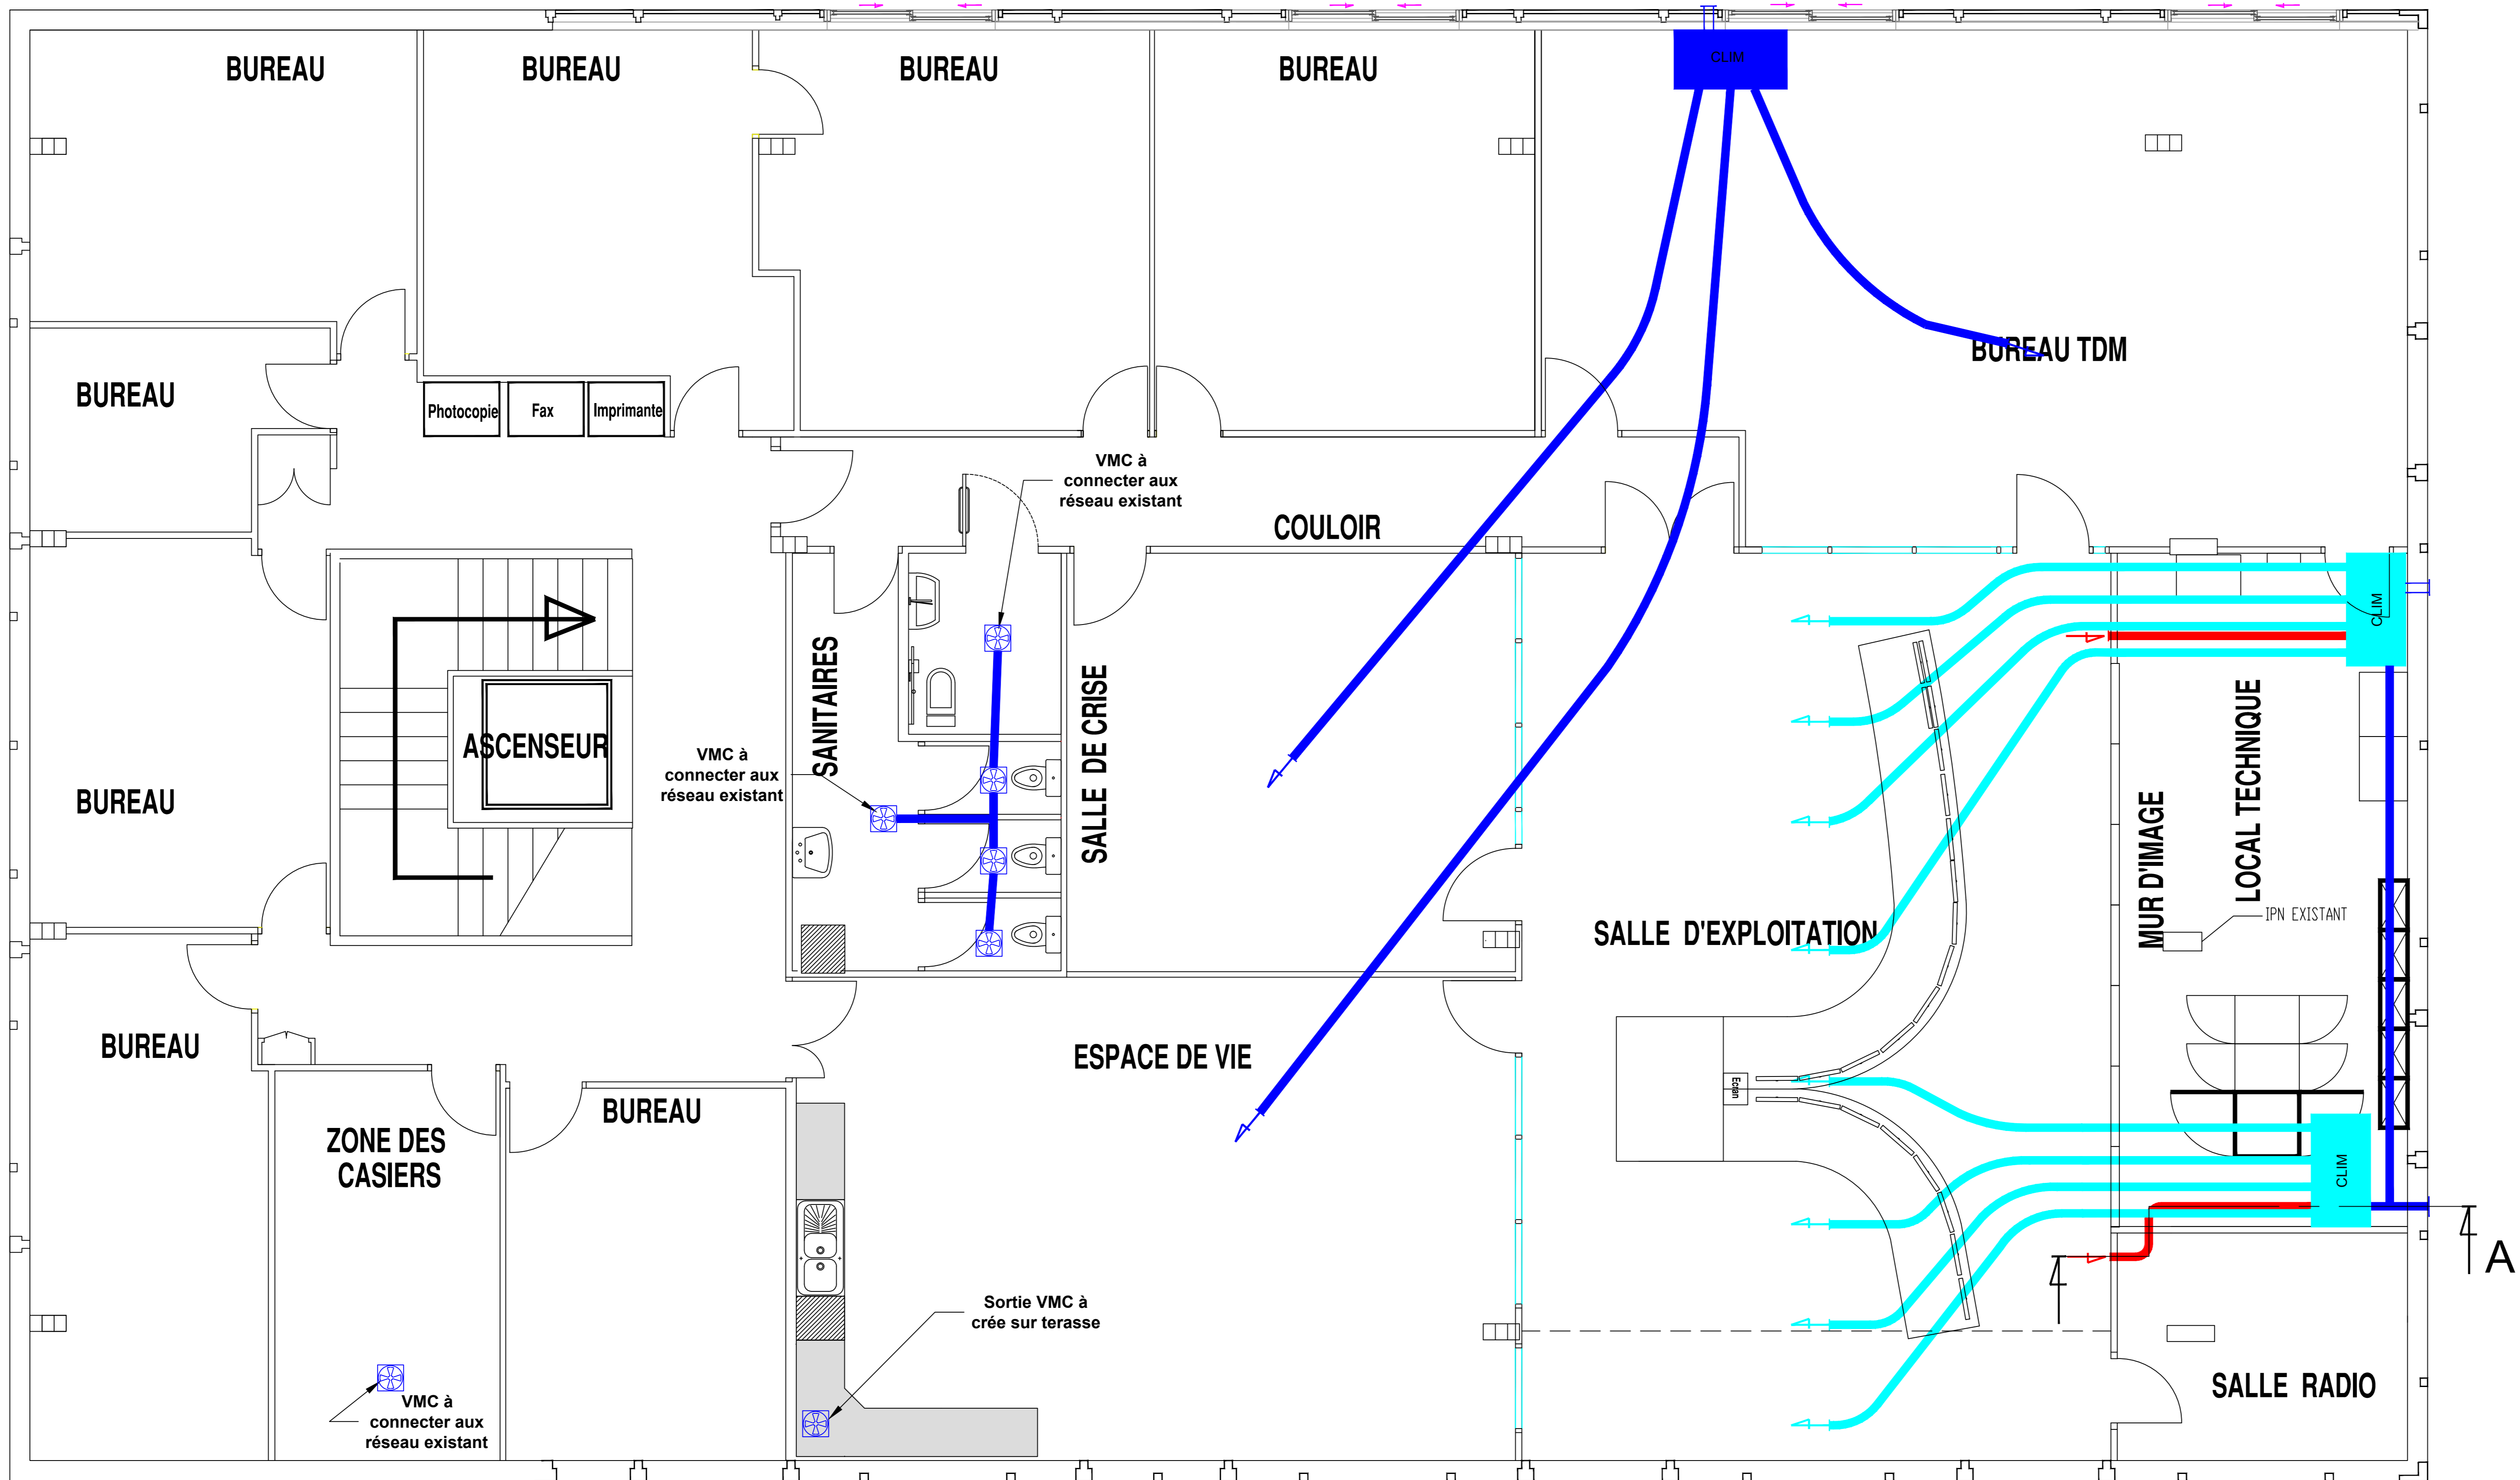 BUREAU
BUREAU
BUREAU
BUREAU
CLIM
BUREAU TDM
BUREAU
Photocopie
Fax
Imprimante
VMC à
connecter aux
réseau existant
COULOIR
CLIM
SANITAIRES
SALLE DE CRISE
ASCENSEUR
VMC à
connecter aux
réseau existant
BUREAU
MUR D'IMAGE
LOCAL TECHNIQUE
IPN EXISTANT
SALLE D'EXPLOITATION
BUREAU
ESPACE DE VIE
Ecran
BUREAU
ZONE DES
CASIERS
CLIM
A
Sortie VMC à
crée sur terasse
SALLE RADIO
VMC à
connecter aux
réseau existant